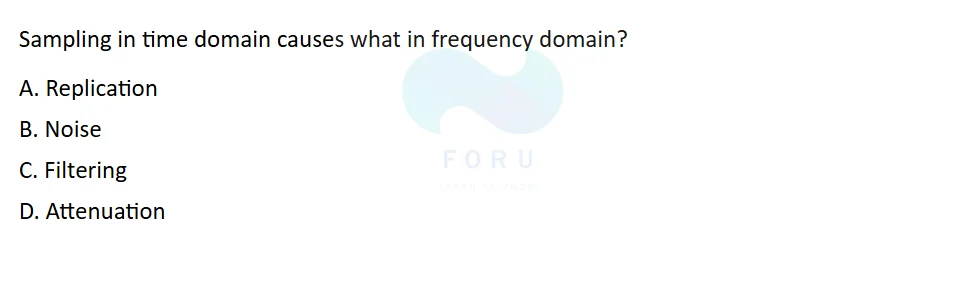 Sampling in time domain causes what in frequency domain?
A. Replication
B. Noise
C. Filtering
D. Attenuation
FORU